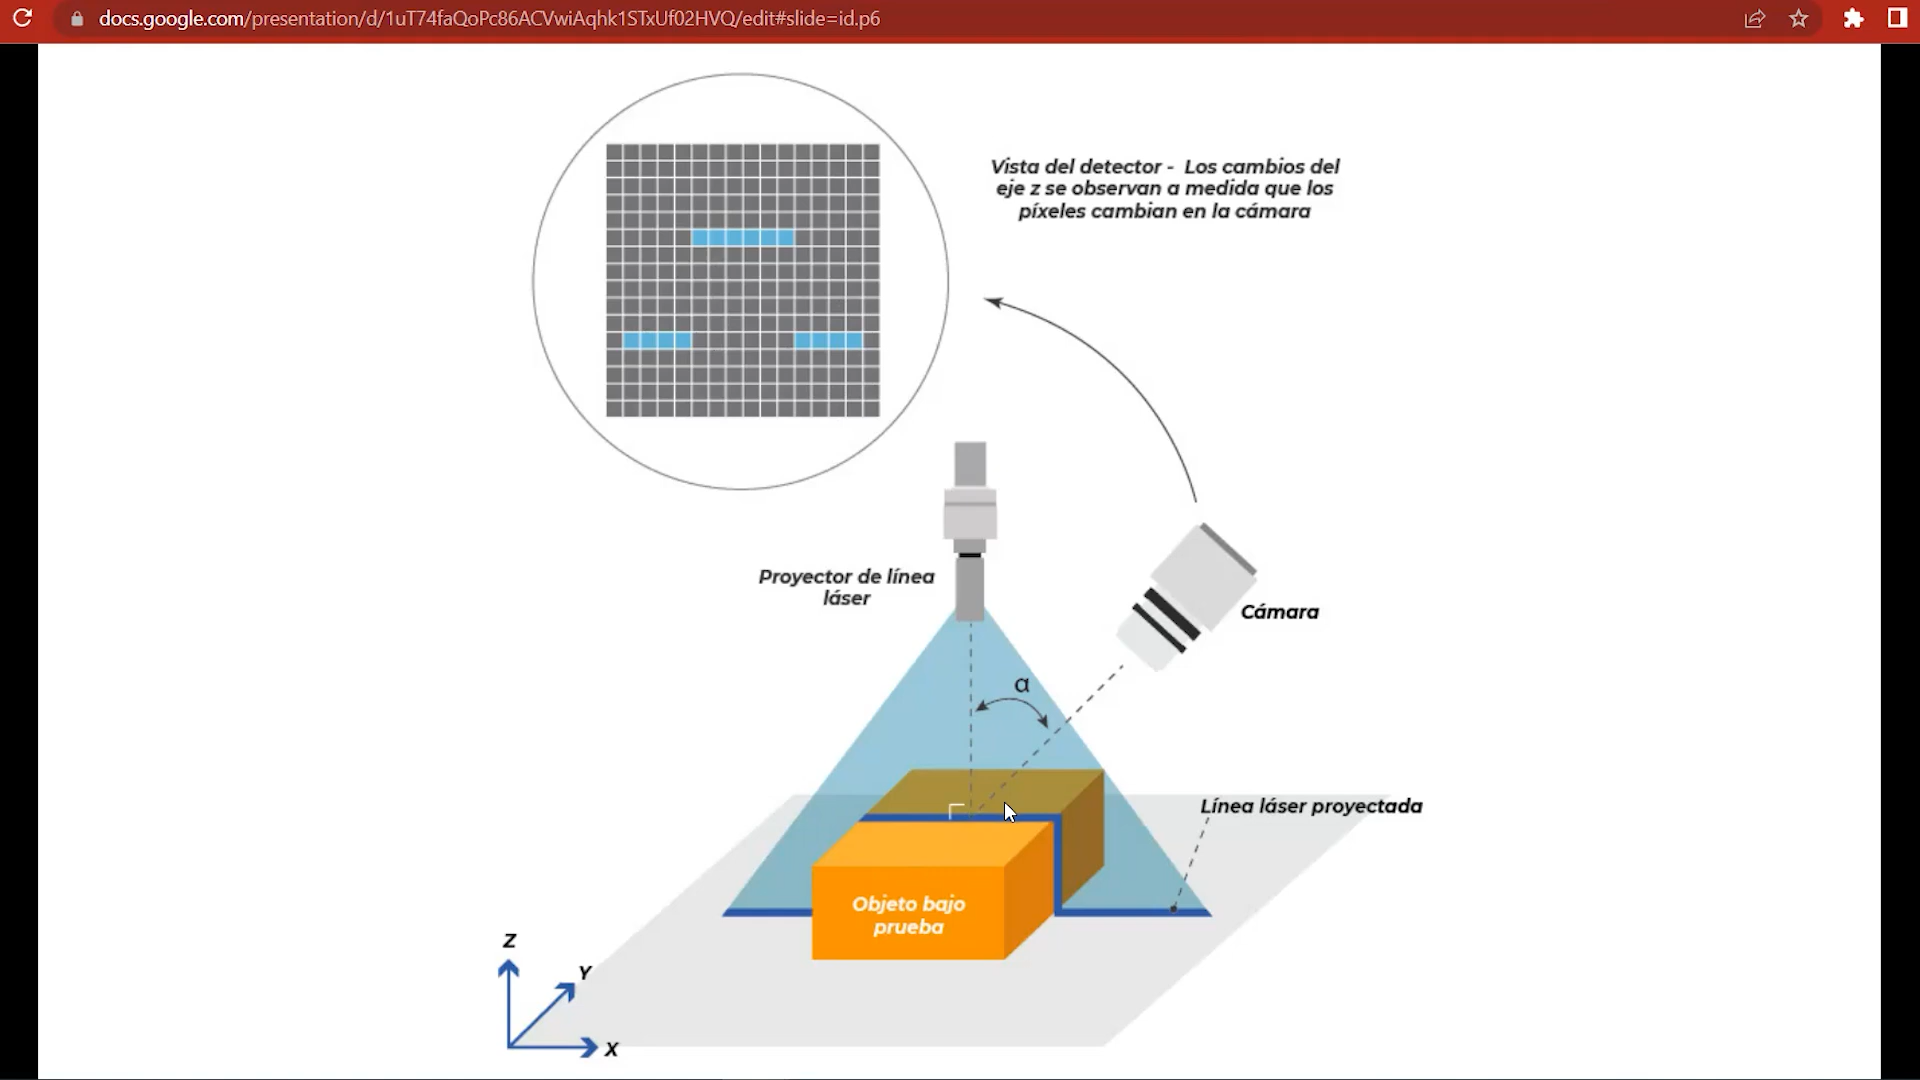 docs.google.com/presentation/d/1uT74faQoPc86ACVwiAqhk1STxUf02HVQ/edit#slide=id.p6
Vista del detector - Los cambios del
eje z se observan a medida que los
píxeles cambian en la cámara
Proyector de línea
láser
Cámara
α
Línea láser proyectada
Objeto bajo
prueba
Z
Y
X